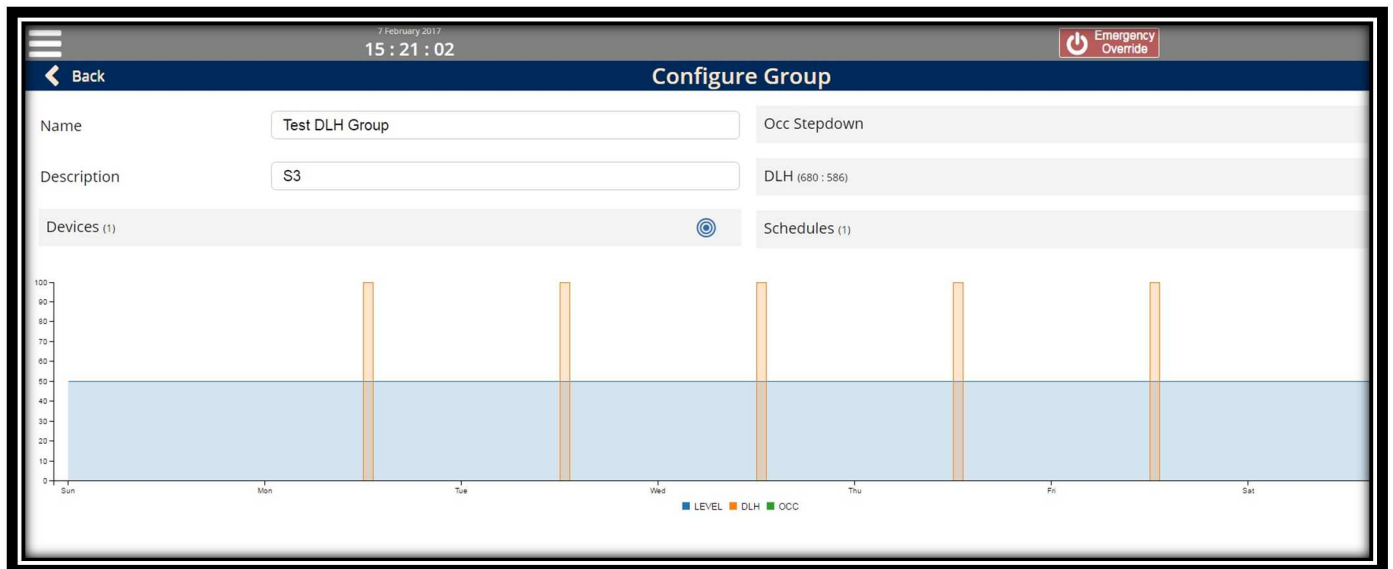 7 February 2017
15 : 21 : 02
Emergency
Override
Back
Configure Group
Name
Test DLH Group
Occ Stepdown
Description
S3
DLH (680 : 586)
Devices (1)
Schedules (1)
100
90
80
70
60
50
40
30
20
10
0
Sun Mon Tue Wed Thu Fri Sat
LEVEL DLH OCC